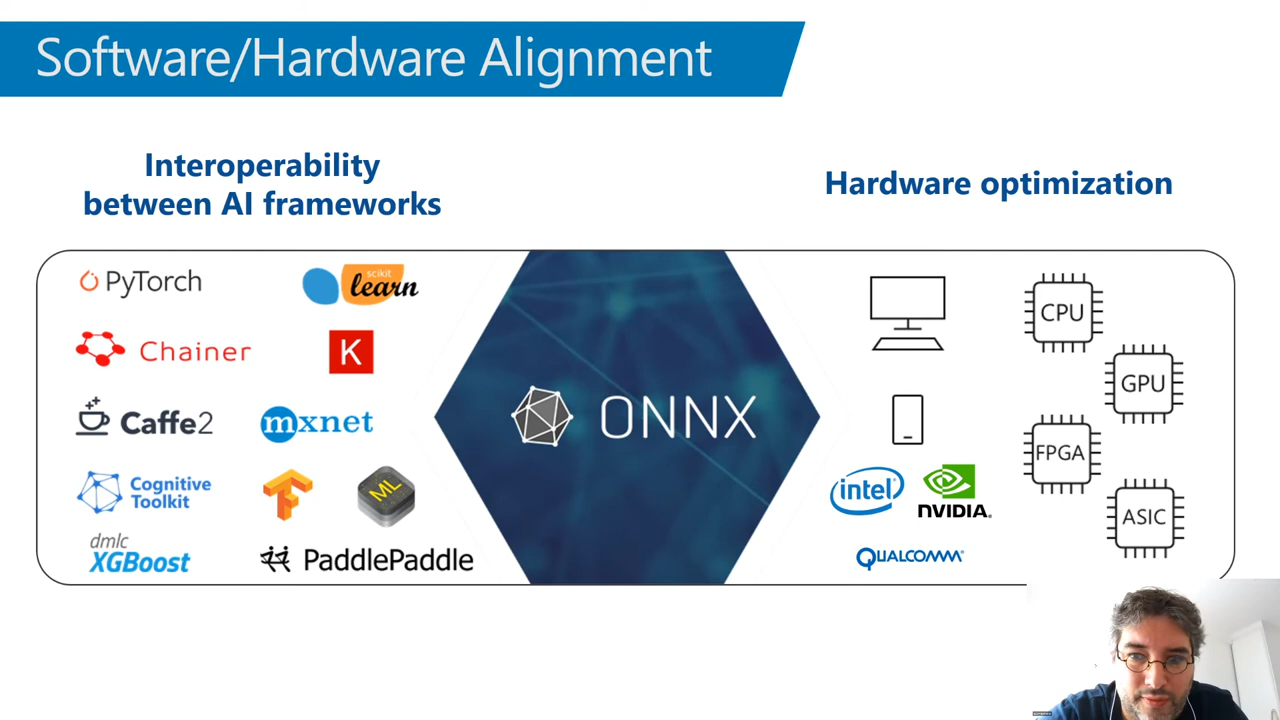 Software/Hardware Alignment
Interoperability
between AI frameworks
Hardware optimization
PyTorch
scikit
learn
Chainer
K
Caffe2
mxnet
Cognitive
Toolkit
ML
dmlc
XGBoost
PaddlePaddle
ONNX
CPU
GPU
FPGA
ASIC
intel
NVIDIA.
QUALCOMM